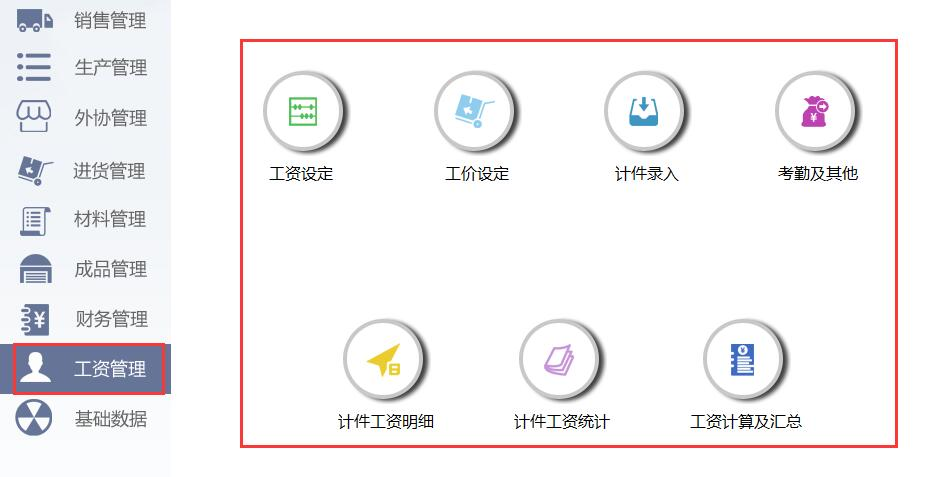 销售管理
生产管理
外协管理
进货管理
材料管理
成品管理
财务管理
工资管理
基础数据
工资设定
工价设定
计件录入
考勤及其他
计件工资明细
计件工资统计
工资计算及汇总